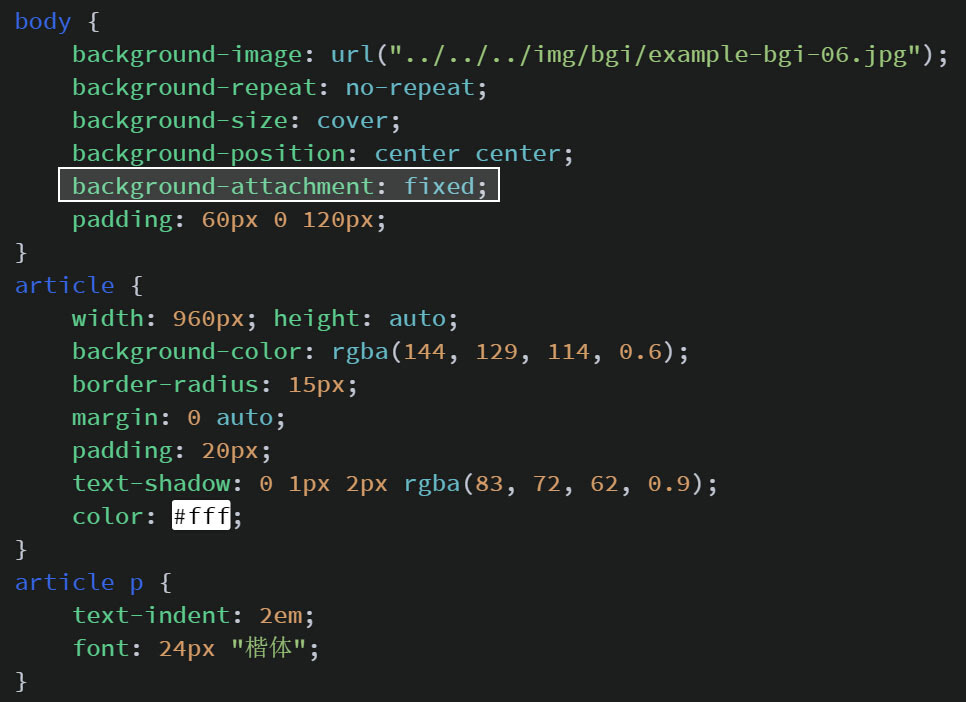 body {
    background-image: url("../../../img/bgi/example-bgi-06.jpg");
    background-repeat: no-repeat;
    background-size: cover;
    background-position: center center;
    background-attachment: fixed;
    padding: 60px 0 120px;
}
article {
    width: 960px; height: auto;
    background-color: rgba(144, 129, 114, 0.6);
    border-radius: 15px;
    margin: 0 auto;
    padding: 20px;
    text-shadow: 0 1px 2px rgba(83, 72, 62, 0.9);
    color: #fff;
}
article p {
    text-indent: 2em;
    font: 24px "楷体";
}